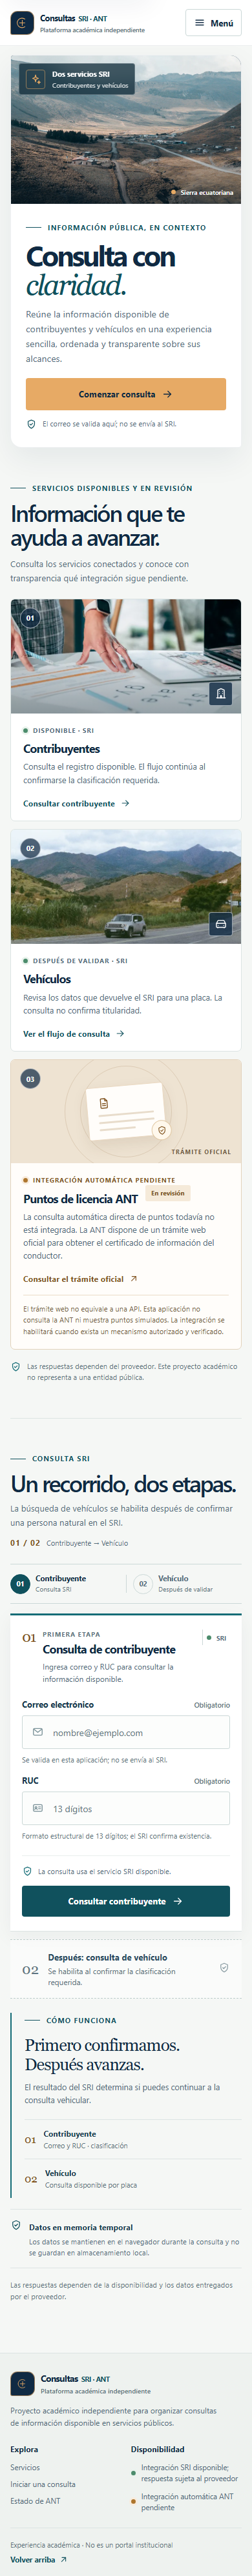 Consultas SRI · ANT
Plataforma académica independiente
Menú
Dos servicios SRI
Contribuyentes y vehículos
Sierra ecuatoriana
INFORMACIÓN PÚBLICA, EN CONTEXTO
Consulta con
claridad.
Reúne la información disponible de
contribuyentes y vehículos en una experiencia
sencilla, ordenada y transparente sobre sus
alcances.
Comenzar consulta →
El correo se valida aquí; no se envía al SRI.
SERVICIOS DISPONIBLES Y EN REVISIÓN
Información que te
ayuda a avanzar.
Consulta los servicios conectados y conoce con
transparencia qué integración sigue pendiente.
01
DISPONIBLE · SRI
Contribuyentes
Consulta el registro disponible. El flujo continúa al
confirmarse la clasificación requerida.
Consultar contribuyente →
02
DESPUÉS DE VALIDAR · SRI
Vehículos
Revisa los datos que devuelve el SRI para una placa. La
consulta no confirma titularidad.
Ver el flujo de consulta →
03
TRÁMITE OFICIAL
INTEGRACIÓN AUTOMÁTICA PENDIENTE
Puntos de licencia ANT
En revisión
La consulta automática directa de puntos todavía no
está integrada. La ANT dispone de un trámite web
oficial para obtener el certificado de información del
conductor.
Consultar el trámite oficial ↗
El trámite web no equivale a una API. Esta aplicación no
consulta la ANT ni muestra puntos simulados. La integración se
habilitará cuando exista un mecanismo autorizado y verificado.
Las respuestas dependen del proveedor. Este proyecto académico
no representa a una entidad pública.
CONSULTA SRI
Un recorrido, dos etapas.
La búsqueda de vehículos se habilita después de confirmar
una persona natural en el SRI.
01 / 02 Contribuyente → Vehículo
01
Contribuyente
Consulta SRI
02
Vehículo
Después de validar
01
PRIMERA ETAPA
Consulta de contribuyente
SRI
Ingresa correo y RUC para consultar la
información disponible.
Correo electrónico
Obligatorio
nombre@ejemplo.com
Se valida en esta aplicación; no se envía al SRI.
RUC
Obligatorio
13 dígitos
Formato estructural de 13 dígitos; el SRI confirma existencia.
La consulta usa el servicio SRI disponible.
Consultar contribuyente →
02
Después: consulta de vehículo
Se habilita al confirmar la clasificación
requerida.
CÓMO FUNCIONA
Primero confirmamos.
Después avanzas.
El resultado del SRI determina si puedes continuar a la
consulta vehicular.
01
Contribuyente
Correo y RUC · clasificación
02
Vehículo
Consulta disponible por placa
Datos en memoria temporal
Los datos se mantienen en el navegador durante la consulta y no
se guardan en almacenamiento local.
Las respuestas dependen de la disponibilidad y los datos entregados
por el proveedor.
Consultas SRI · ANT
Plataforma académica independiente
Proyecto académico independiente para organizar consultas
de información disponible en servicios públicos.
Explora
Servicios
Iniciar una consulta
Estado de ANT
Disponibilidad
Integración SRI disponible;
respuesta sujeta al proveedor
Integración automática ANT
pendiente
Experiencia académica · No es un portal institucional
Volver arriba ↗